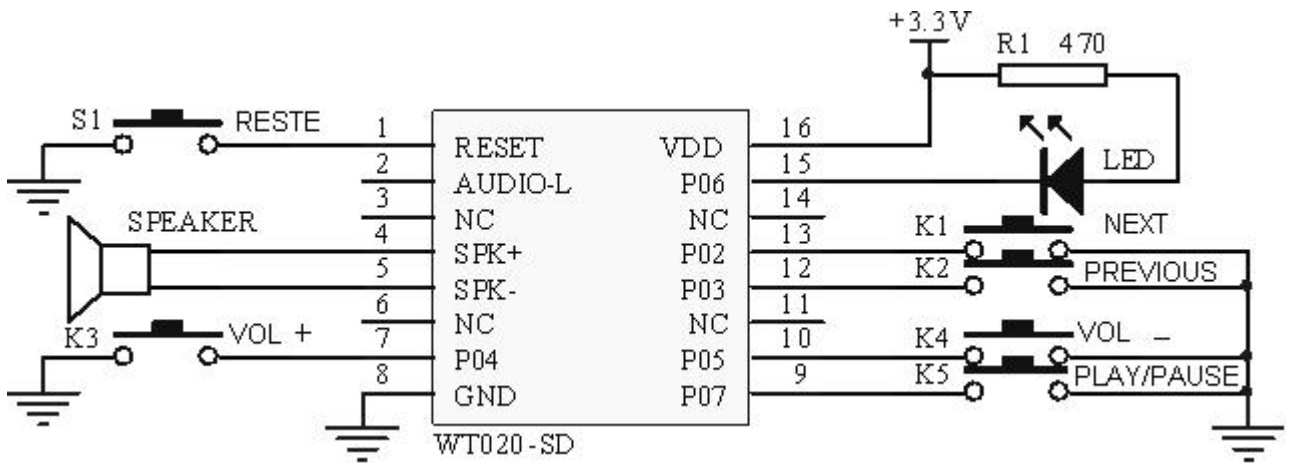 +3.3V
R1 470
S1 RESTE
1 RESET VDD 16
2 AUDIO-L P06 15
LED
3 NC NC 14
SPEAKER
K1 NEXT
4 SPK+ P02 13
K2 PREVIOUS
5 SPK- P03 12
6 NC NC 11
K3 VOL +
K4 VOL -
7 P04 P05 10
K5 PLAY/PAUSE
8 GND P07 9
WT020-SD